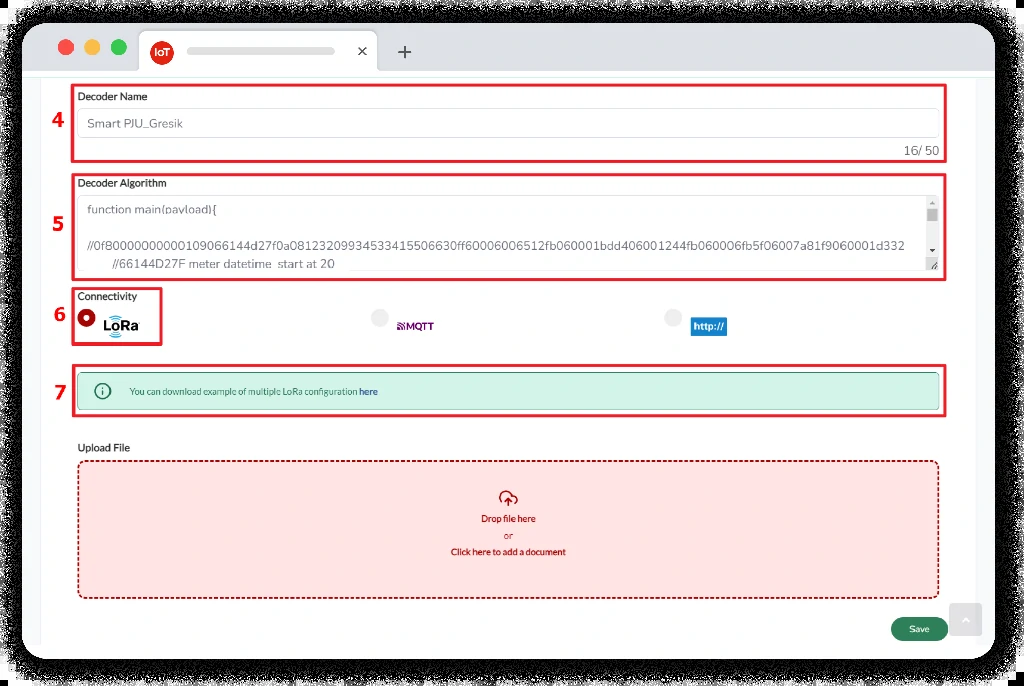 IoT
4
Decoder Name
Smart PJU_Gresik
16/ 50
5
Decoder Algorithm
function main(payload){
//0f80000000000109066144d27f0a08123209934533415506630ff60006006512fb060001bdd406001244fb060006fb5f06007a81f9060001d332
//66144D27F meter datetime start at 20
6
Connectivity
LoRa
MQTT
http://
7
You can download example of multiple LoRa configuration here
Upload File
Drop file here
or
Click here to add a document
Save